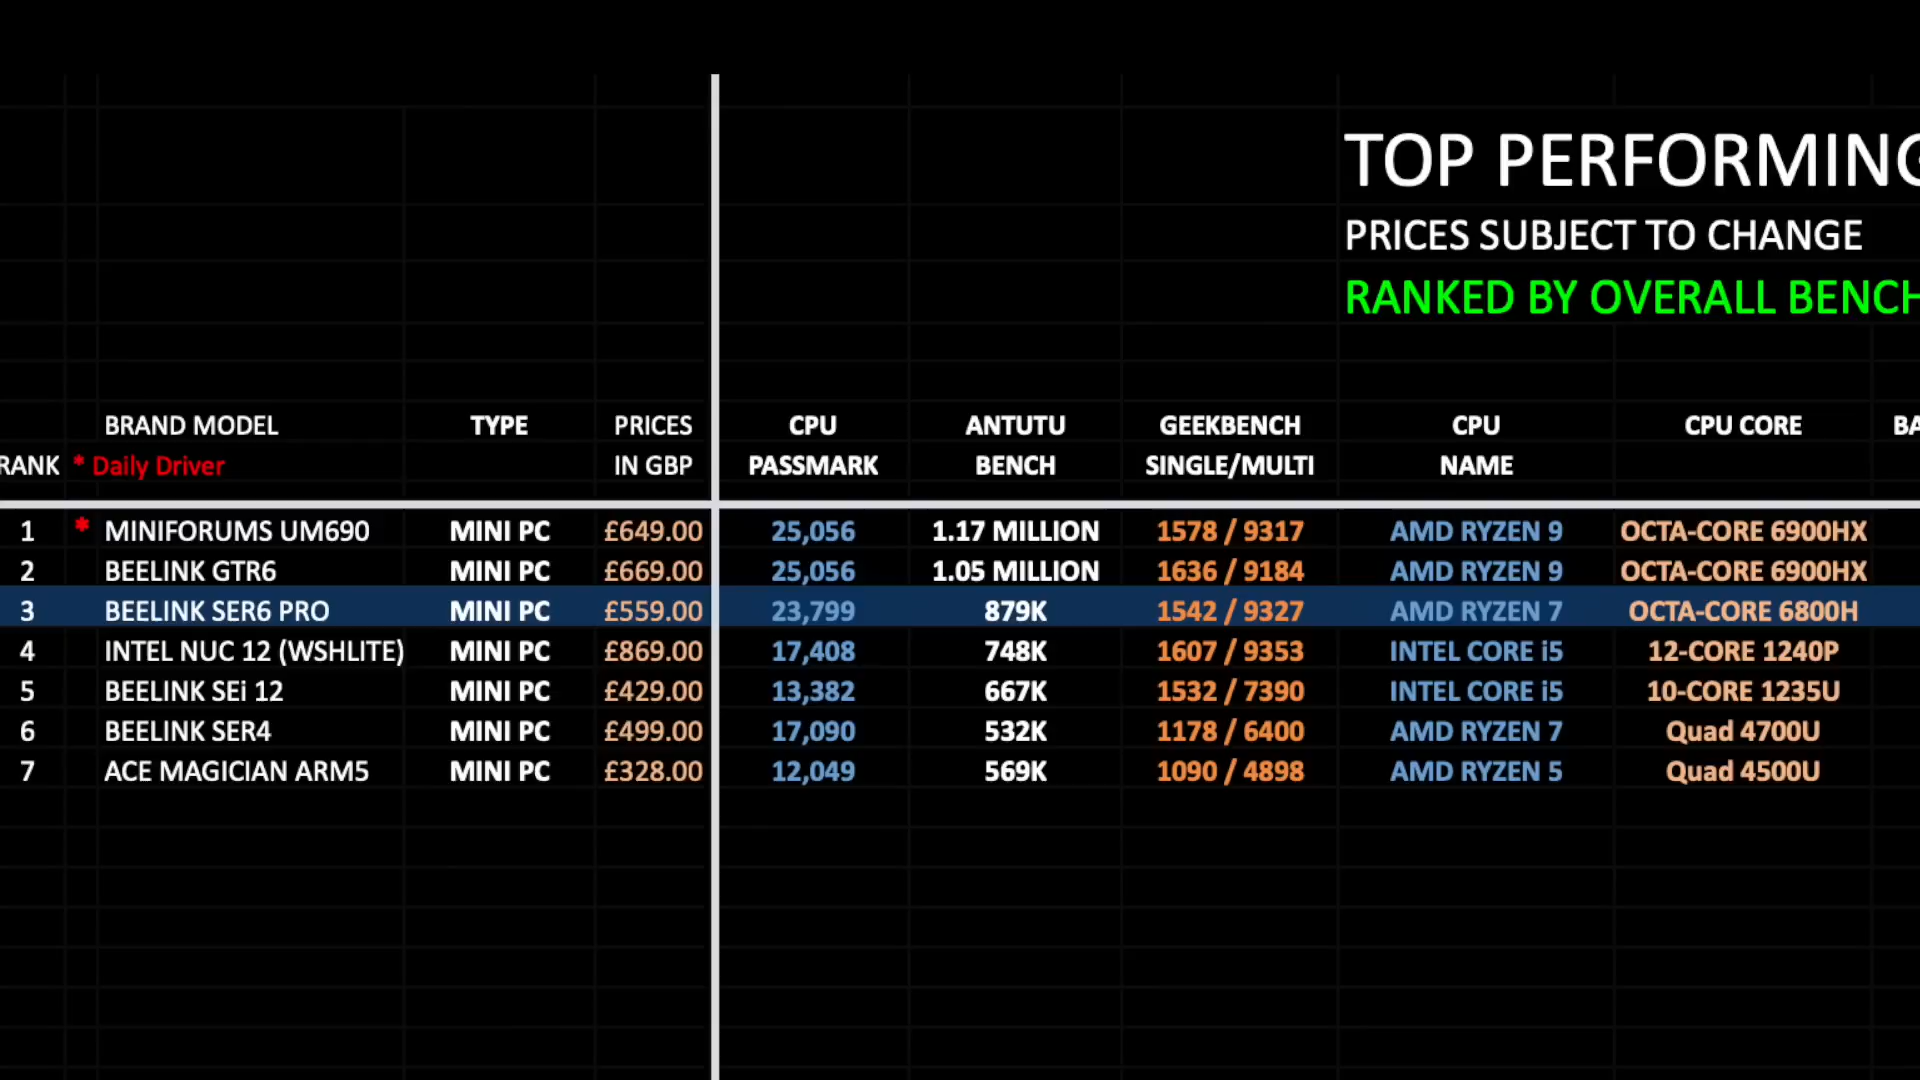 TOP PERFORMING
PRICES SUBJECT TO CHANGE
RANKED BY OVERALL BENCH
BRAND MODEL TYPE PRICES CPU ANTUTU GEEKBENCH CPU CPU CORE BA
RANK * Daily Driver IN GBP PASSMARK BENCH SINGLE/MULTI NAME
1 * MINIFORUMS UM690 MINI PC £649.00 25,056 1.17 MILLION 1578 / 9317 AMD RYZEN 9 OCTA-CORE 6900HX
2 BEELINK GTR6 MINI PC £669.00 25,056 1.05 MILLION 1636 / 9184 AMD RYZEN 9 OCTA-CORE 6900HX
3 BEELINK SER6 PRO MINI PC £559.00 23,799 879K 1542 / 9327 AMD RYZEN 7 OCTA-CORE 6800H
4 INTEL NUC 12 (WSHLITE) MINI PC £869.00 17,408 748K 1607 / 9353 INTEL CORE i5 12-CORE 1240P
5 BEELINK SEi 12 MINI PC £429.00 13,382 667K 1532 / 7390 INTEL CORE i5 10-CORE 1235U
6 BEELINK SER4 MINI PC £499.00 17,090 532K 1178 / 6400 AMD RYZEN 7 Quad 4700U
7 ACE MAGICIAN ARM5 MINI PC £328.00 12,049 569K 1090 / 4898 AMD RYZEN 5 Quad 4500U